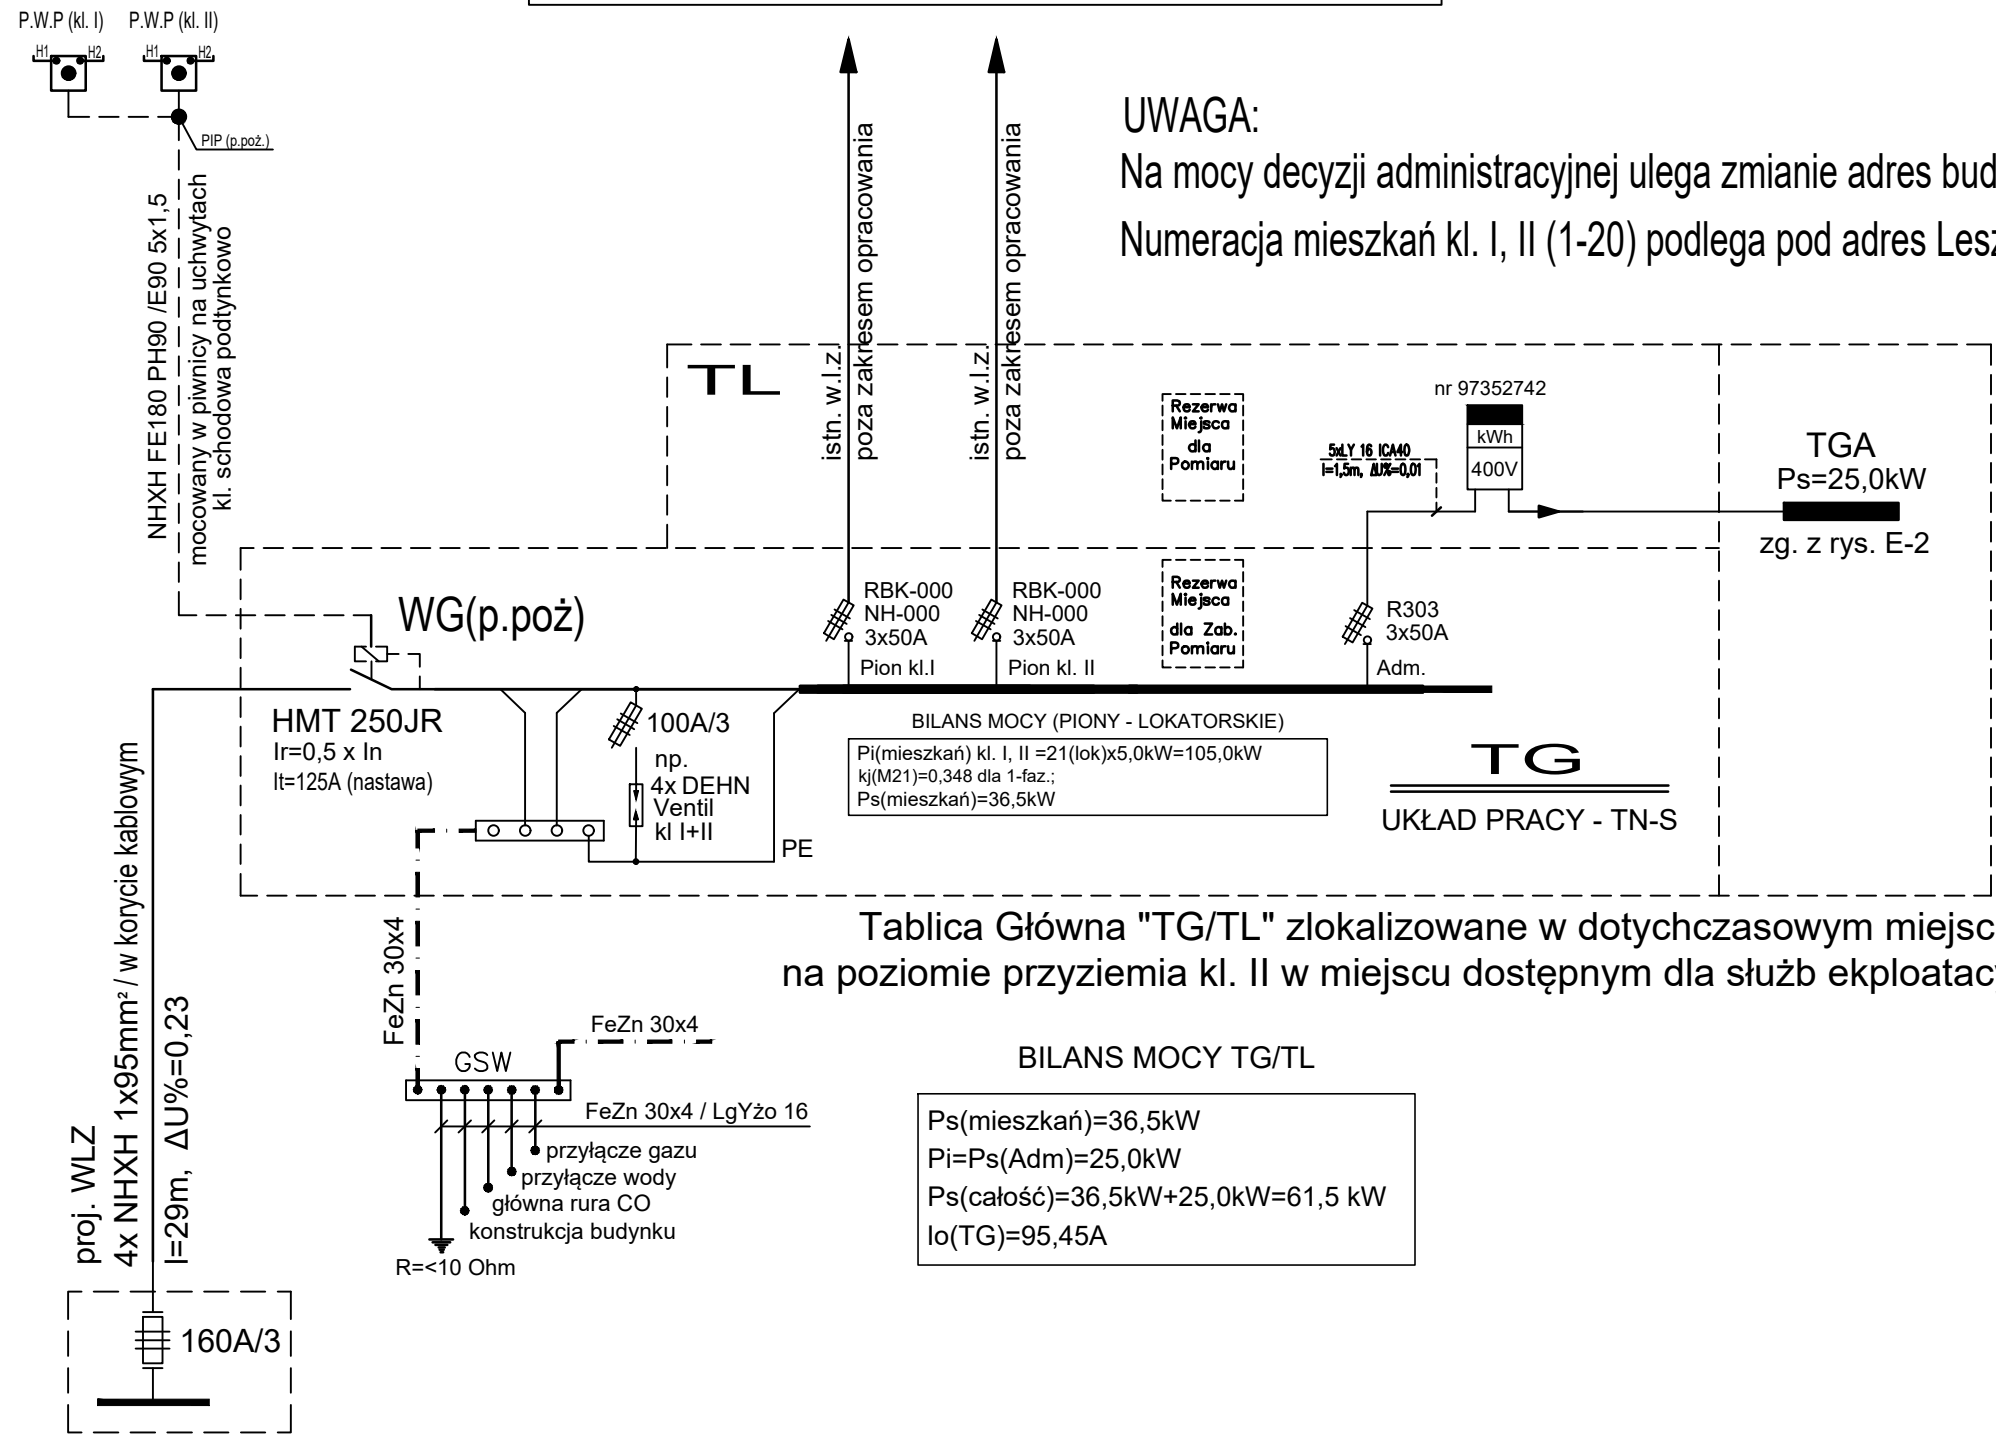 P.W.P (kl. I)
P.W.P (kl. II)
H1
H2
H1
H2
PIP (p.poż.)
NHXH FE180 PH90 /E90 5x1,5
mocowany w piwnicy na uchwytach
kl. schodowa podtynkowo
istn. w.l.z.
poza zakresem opracowania
istn. w.l.z.
poza zakresem opracowania
UWAGA:
Na mocy decyzji administracyjnej ulega zmianie adres bud
Numeracja mieszkań kl. I, II (1-20) podlega pod adres Lesz
TL
Rezerwa
Miejsca
dla
Pomiaru
nr 97352742
kWh
400V
5xLY 16 ICA40
l=1,5m, ΔU%=0,01
TGA
Ps=25,0kW
zg. z rys. E-2
WG(p.poż)
RBK-000
NH-000
3x50A
Pion kl.I
RBK-000
NH-000
3x50A
Pion kl. II
Rezerwa
Miejsca
dla Zab.
Pomiaru
R303
3x50A
Adm.
HMT 250JR
Ir=0,5 x In
It=125A (nastawa)
100A/3
np.
4x DEHN
Ventil
kl I+II
PE
BILANS MOCY (PIONY - LOKATORSKIE)
Pi(mieszkań) kl. I, II =21(lok)x5,0kW=105,0kW
kj(M21)=0,348 dla 1-faz.;
Ps(mieszkań)=36,5kW
TG
UKŁAD PRACY - TN-S
Tablica Główna "TG/TL" zlokalizowane w dotychczasowym miejsc
na poziomie przyziemia kl. II w miejscu dostępnym dla służb ekploatac
proj. WLZ
4x NHXH 1x95mm² / w korycie kablowym
l=29m, ΔU%=0,23
FeZn 30x4
GSW
FeZn 30x4
FeZn 30x4 / LgYżo 16
przyłącze gazu
przyłącze wody
główna rura CO
konstrukcja budynku
R=<10 Ohm
BILANS MOCY TG/TL
Ps(mieszkań)=36,5kW
Pi=Ps(Adm)=25,0kW
Ps(całość)=36,5kW+25,0kW=61,5 kW
Io(TG)=95,45A
160A/3